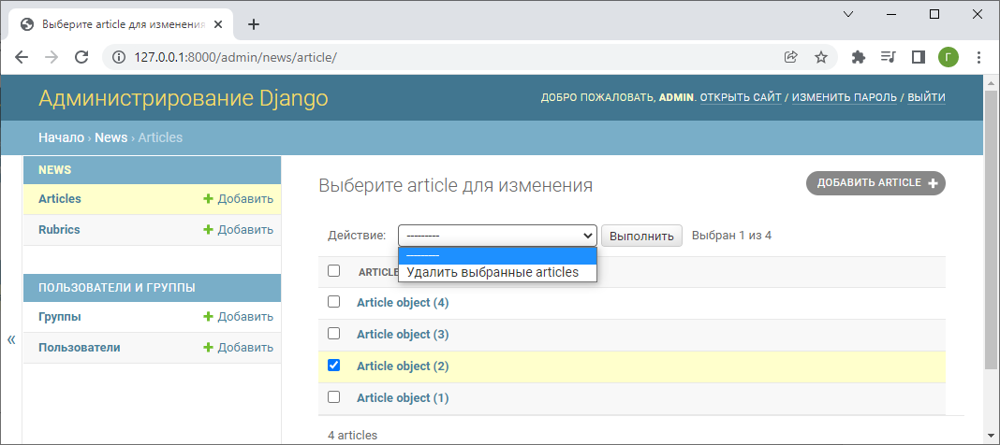 Выберите article для изменения
127.0.0.1:8000/admin/news/article/
Г
Администрирование Django
ДОБРО ПОЖАЛОВАТЬ, ADMIN. ОТКРЫТЬ САЙТ / ИЗМЕНИТЬ ПАРОЛЬ / ВЫЙТИ
Начало › News › Articles
NEWS
Articles + Добавить
Rubrics + Добавить
ПОЛЬЗОВАТЕЛИ И ГРУППЫ
Группы + Добавить
Пользователи + Добавить
«
Выберите article для изменения
ДОБАВИТЬ ARTICLE +
Действие: --------- Выполнить Выбран 1 из 4
---------
Удалить выбранные articles
ARTICLE
Article object (4)
Article object (3)
Article object (2)
Article object (1)
4 articles